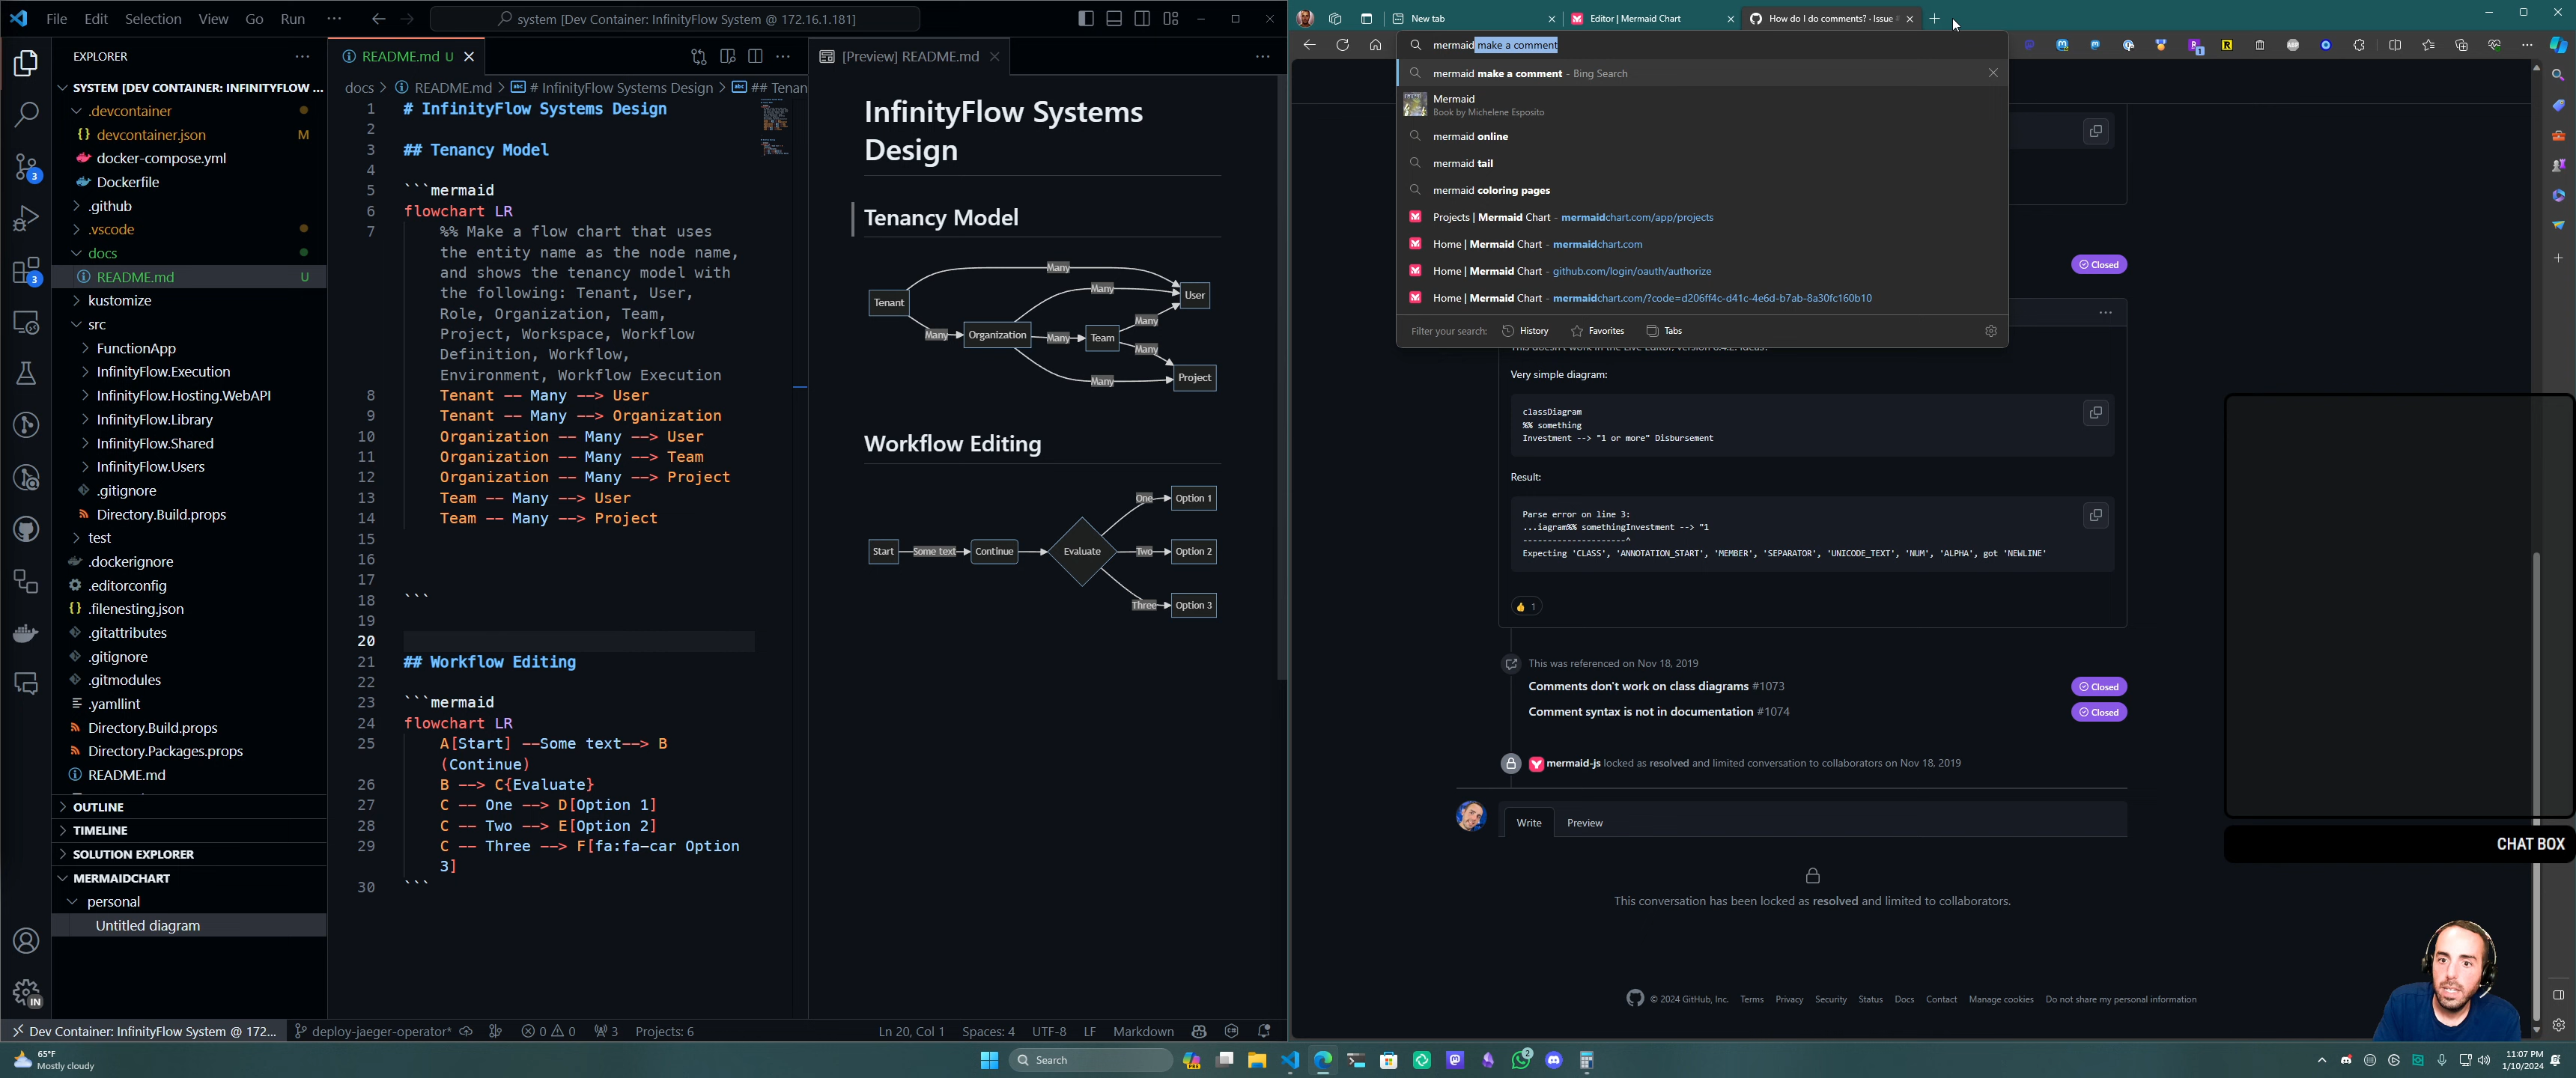 File Edit Selection View Go Run ···
system [Dev Container: InfinityFlow System @ 172.16.1.181]
EXPLORER
SYSTEM [DEV CONTAINER: INFINITYFLOW ...
.devcontainer
devcontainer.json M
docker-compose.yml
Dockerfile
.github
.vscode
docs
README.md U
kustomize
src
FunctionApp
InfinityFlow.Execution
InfinityFlow.Hosting.WebAPI
InfinityFlow.Library
InfinityFlow.Shared
InfinityFlow.Users
.gitignore
Directory.Build.props
test
.dockerignore
.editorconfig
.filenesting.json
.gitattributes
.gitignore
.gitmodules
.yamllint
Directory.Build.props
Directory.Packages.props
README.md
OUTLINE
TIMELINE
SOLUTION EXPLORER
MERMAIDCHART
personal
Untitled diagram
3
3
IN
README.md U
docs > README.md > # InfinityFlow Systems Design > ## Tenan
1 # InfinityFlow Systems Design
2
3 ## Tenancy Model
4
5 ```mermaid
6 flowchart LR
7 %% Make a flow chart that uses
the entity name as the node name,
and shows the tenancy model with
the following: Tenant, User,
Role, Organization, Team,
Project, Workspace, Workflow
Definition, Workflow,
Environment, Workflow Execution
8 Tenant -- Many --> User
9 Tenant -- Many --> Organization
10 Organization -- Many --> User
11 Organization -- Many --> Team
12 Organization -- Many --> Project
13 Team -- Many --> User
14 Team -- Many --> Project
15
16
17
18 ```
19
20
21 ## Workflow Editing
22
23 ```mermaid
24 flowchart LR
25 A[Start] --Some text--> B
(Continue)
26 B --> C{Evaluate}
27 C -- One --> D[Option 1]
28 C -- Two --> E[Option 2]
29 C -- Three --> F[fa:fa-car Option
3]
30 ```
[Preview] README.md
InfinityFlow Systems
Design
Tenancy Model
Tenant
Many
Many
Many
Organization
Many
Many
Team
Many
Many
User
Project
Workflow Editing
Start
Some text
Continue
Evaluate
One
Two
Three
Option 1
Option 2
Option 3
Dev Container: InfinityFlow System @ 172... deploy-jaeger-operator* 0 0 3 Projects: 6
Ln 20, Col 1 Spaces: 4 UTF-8 LF Markdown
New tab
Editor | Mermaid Chart
How do I do comments? · Issue
mermaid make a comment
mermaid make a comment - Bing Search
Mermaid
Book by Michelene Esposito
mermaid online
mermaid tail
mermaid coloring pages
Projects | Mermaid Chart - mermaidchart.com/app/projects
Home | Mermaid Chart - mermaidchart.com
Home | Mermaid Chart - github.com/login/oauth/authorize
Home | Mermaid Chart - mermaidchart.com/?code=d206ff4c-d41c-4e6d-b7ab-8a30fc160b10
Filter your search: History Favorites Tabs
Closed
Very simple diagram:
classDiagram
%% something
Investment --> "1 or more" Disbursement
Result:
Parse error on line 3:
...iagram%% somethingInvestment --> "1
---------------------^
Expecting 'CLASS', 'ANNOTATION_START', 'MEMBER', 'SEPARATOR', 'UNICODE_TEXT', 'NUM', 'ALPHA', got 'NEWLINE'
👍 1
This was referenced on Nov 18, 2019
Comments don't work on class diagrams #1073
Closed
Comment syntax is not in documentation #1074
Closed
mermaid-js locked as resolved and limited conversation to collaborators on Nov 18, 2019
Write Preview
This conversation has been locked as resolved and limited to collaborators.
© 2024 GitHub, Inc. Terms Privacy Security Status Docs Contact Manage cookies Do not share my personal information
CHAT BOX
65°F
Mostly cloudy
Search
2
11:07 PM
1/10/2024